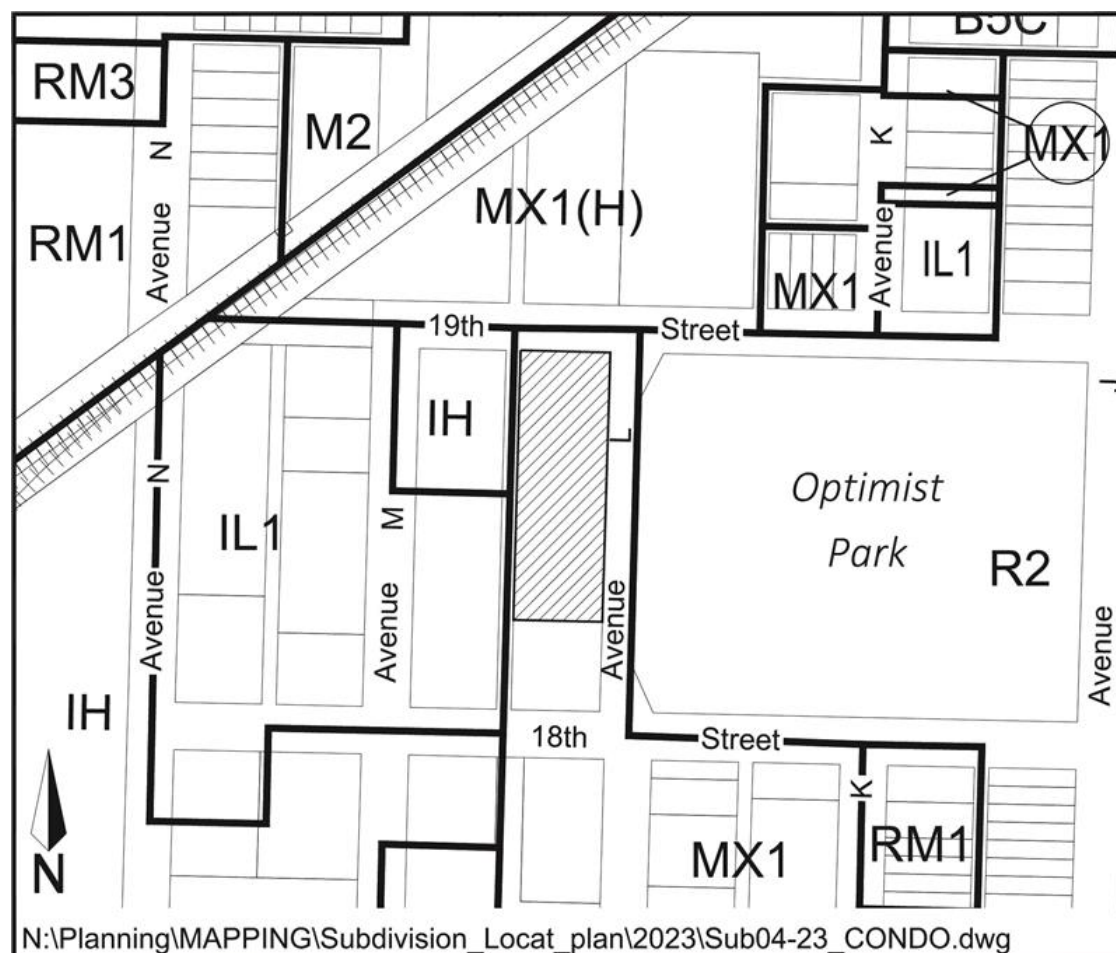 B5C
RM3
M2
N
Avenue
RM1
MX1(H)
K
Avenue
MX1
MX1
IL1
19th Street
IH
L
Avenue
N
Avenue
IL1
M
Avenue
Optimist
Park
R2
J
Avenue
IH
18th Street
K
MX1
RM1
N
N:\Planning\MAPPING\Subdivision_Locat_plan\2023\Sub04-23_CONDO.dwg